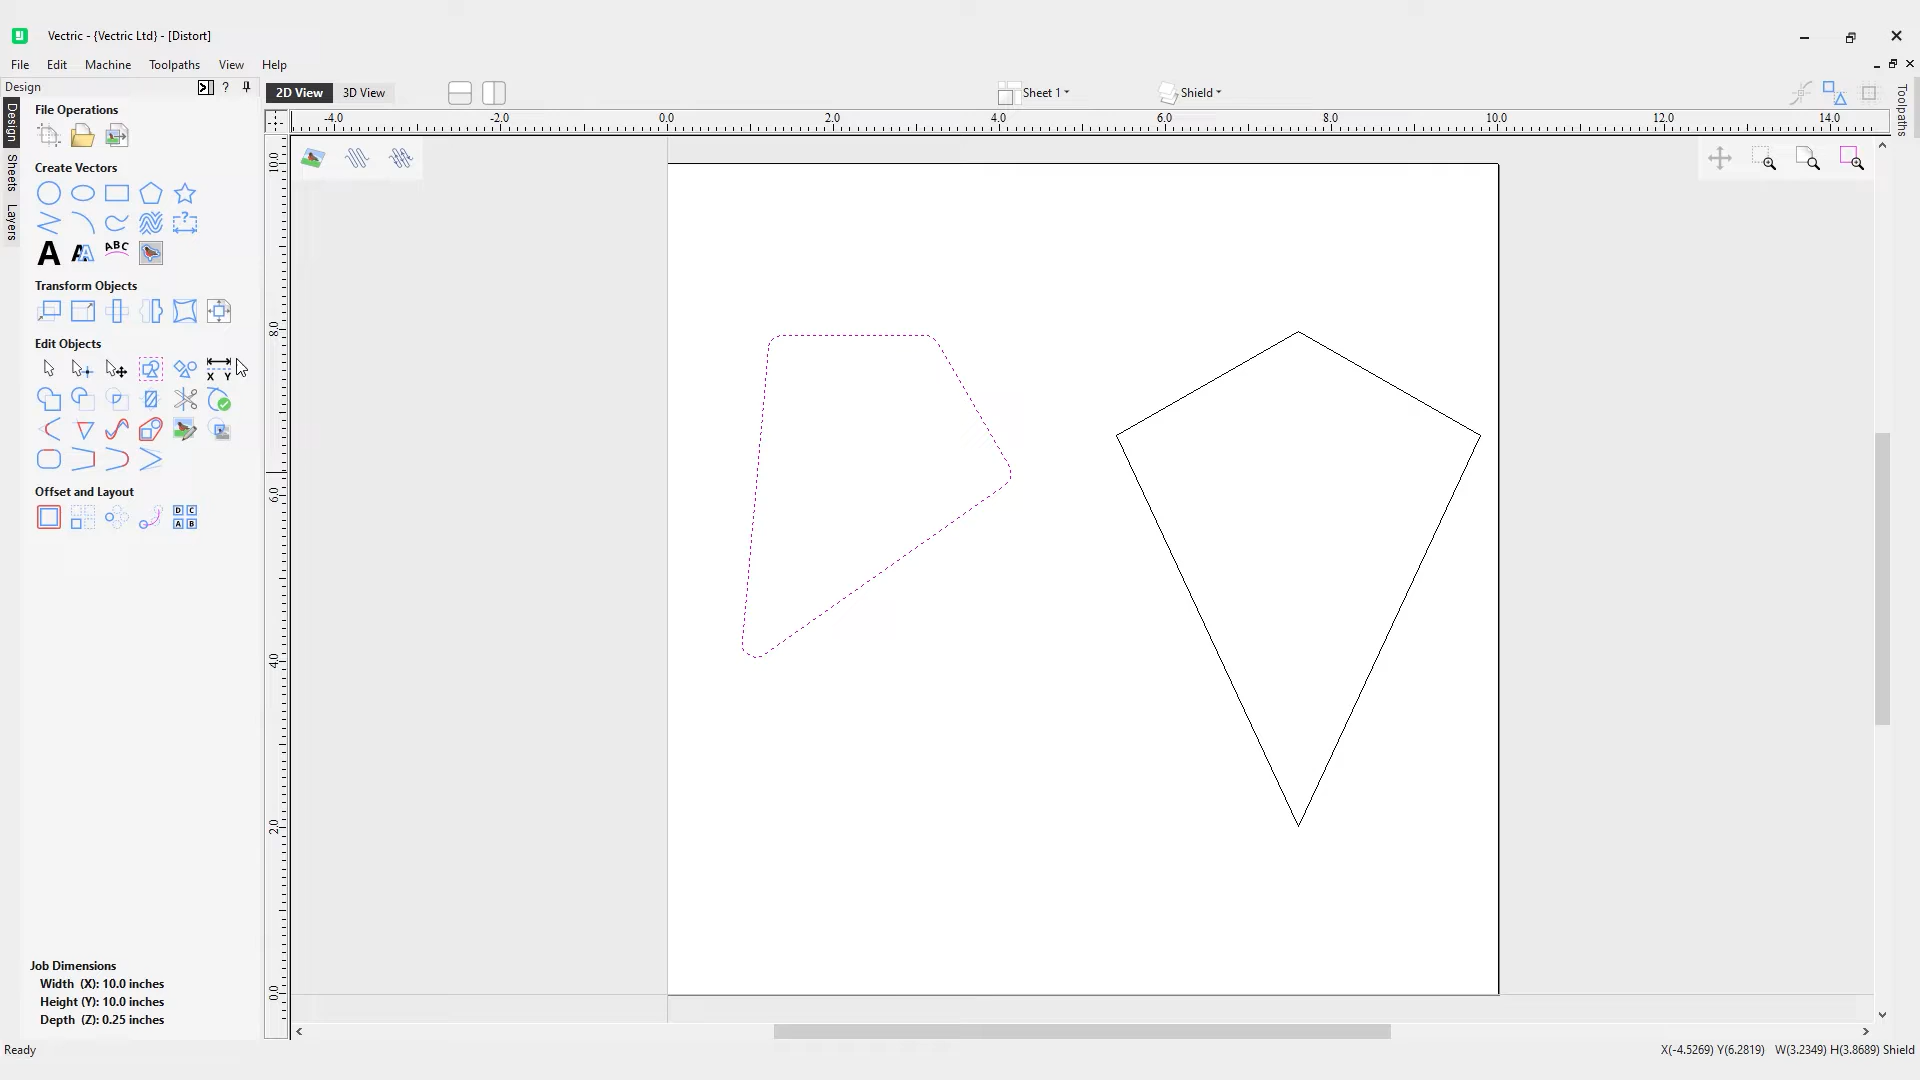 Vectric - {Vectric Ltd} - [Distort]
File Edit Machine Toolpaths View Help
Design
2D View 3D View
Sheet 1
Shield
Toolpaths
Design
Sheets
Layers
File Operations
Create Vectors
A A ABC
Transform Objects
Edit Objects
X Y
Offset and Layout
D C
A B
-4.0 -2.0 0.0 2.0 4.0 6.0 8.0 10.0 12.0 14.0
10.0
8.0
6.0
4.0
2.0
0.0
Job Dimensions
Width (X): 10.0 inches
Height (Y): 10.0 inches
Depth (Z): 0.25 inches
Ready
X(-4.5269) Y(6.2819) W(3.2349) H(3.8689) Shield